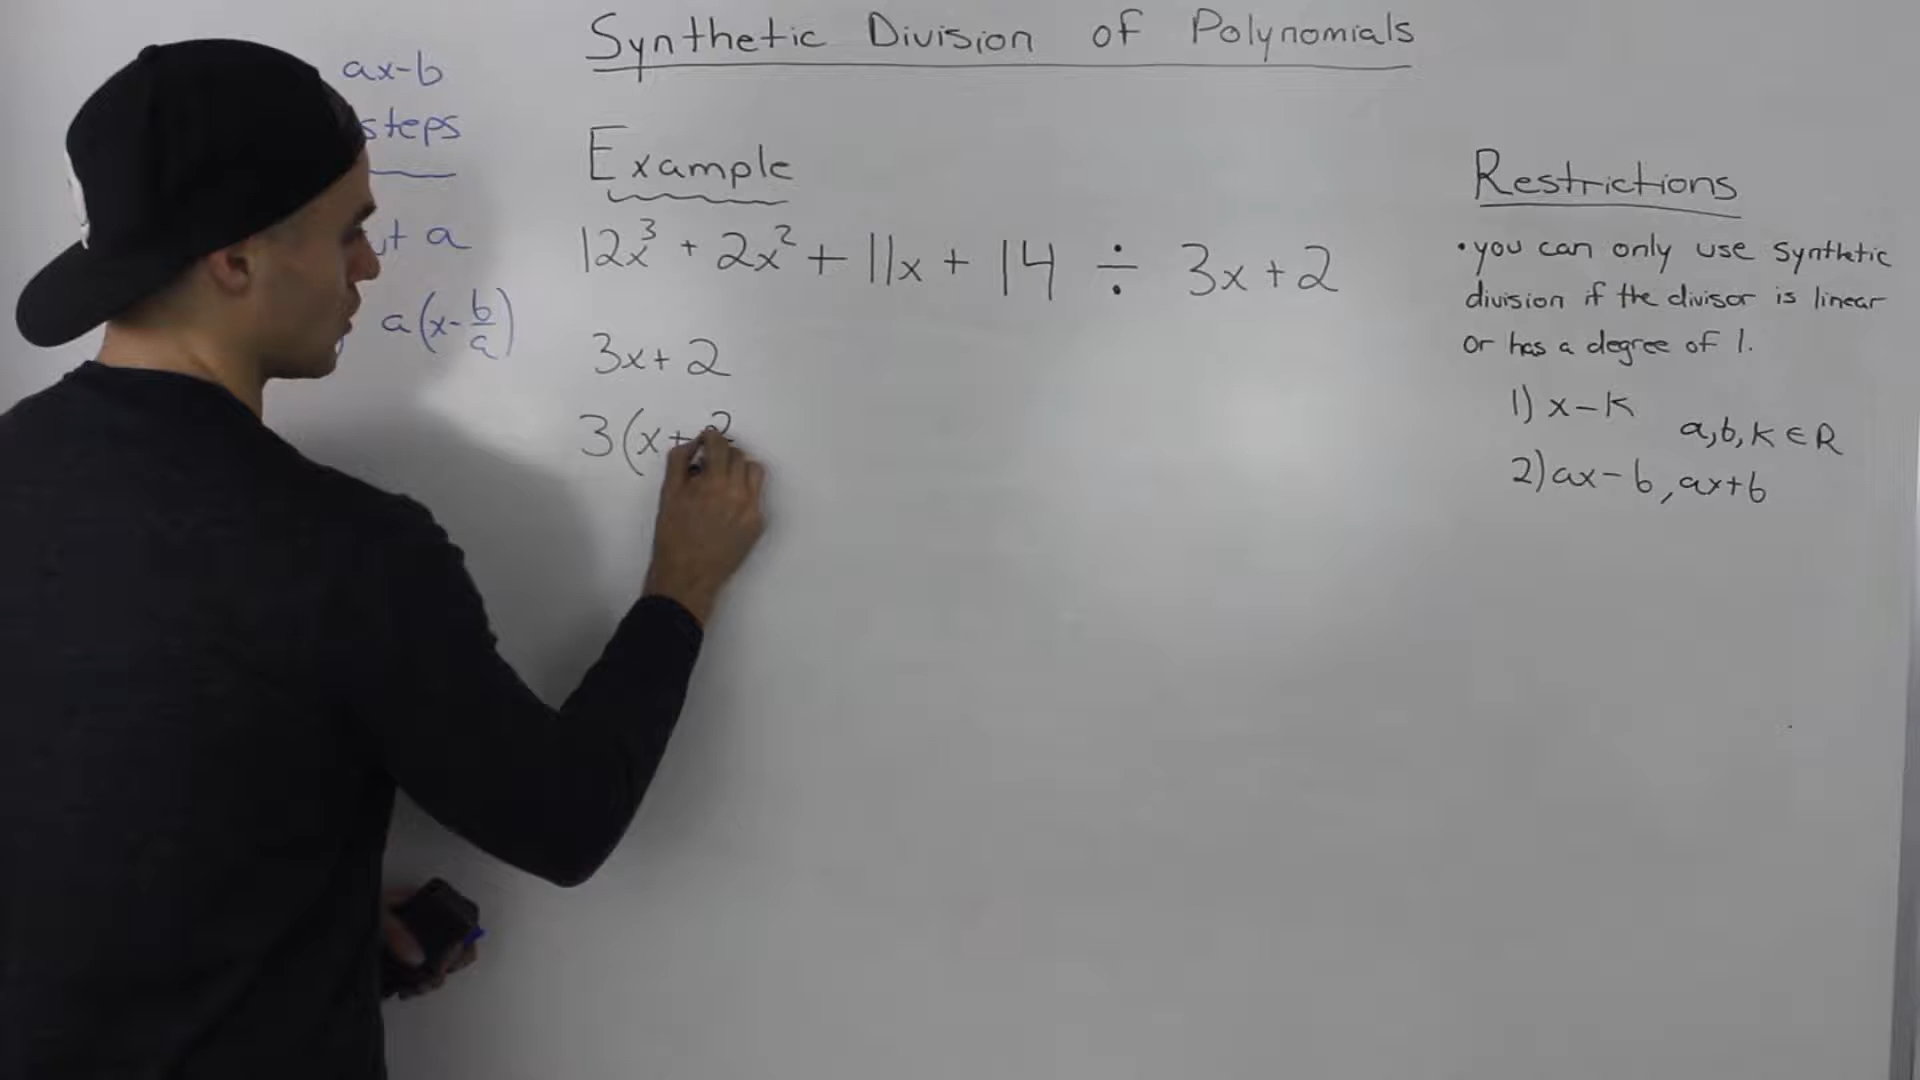 Synthetic Division of Polynomials
ax-b
steps
a
a(x-b/a)
Example
12x³ + 2x² + 11x + 14 ÷ 3x+2
3x+2
3(x+2
Restrictions
•you can only use synthetic
division if the divisor is linear
or has a degree of 1.
1) x-k
a,b,k∈R
2)ax-b, ax+b